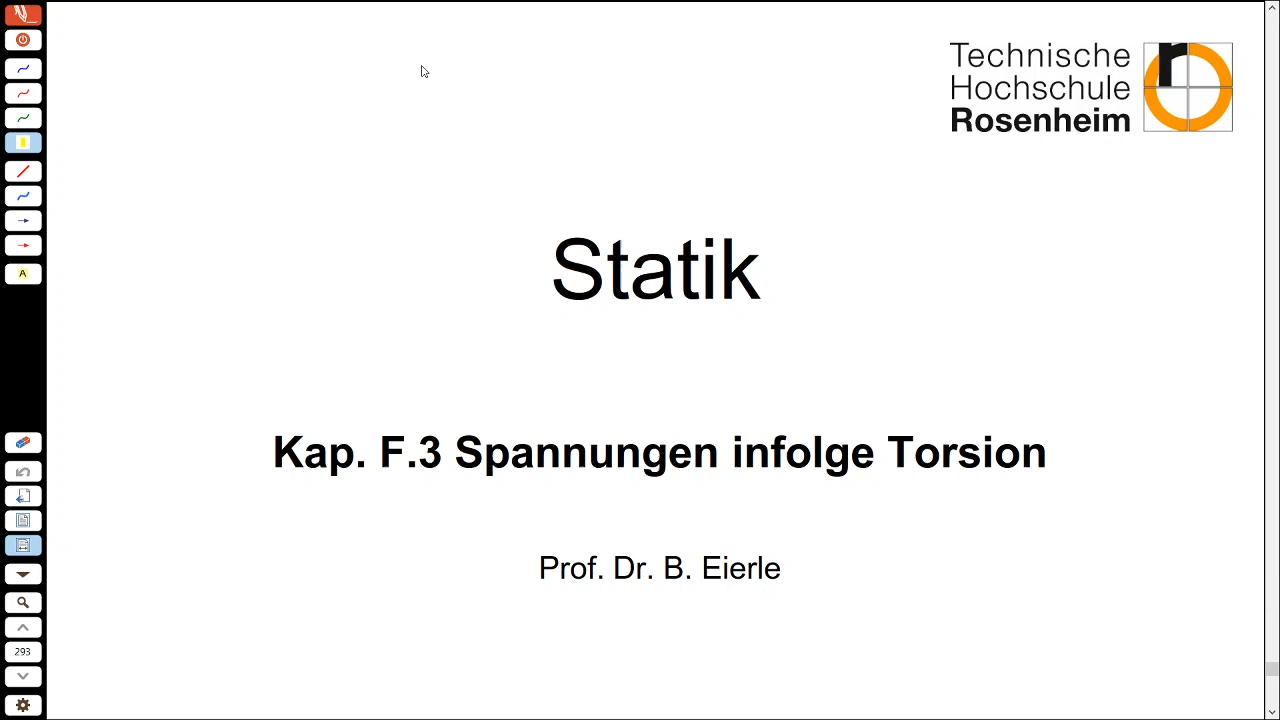 Technische
Hochschule
Rosenheim
Statik
Kap. F.3 Spannungen infolge Torsion
Prof. Dr. B. Eierle
A
293